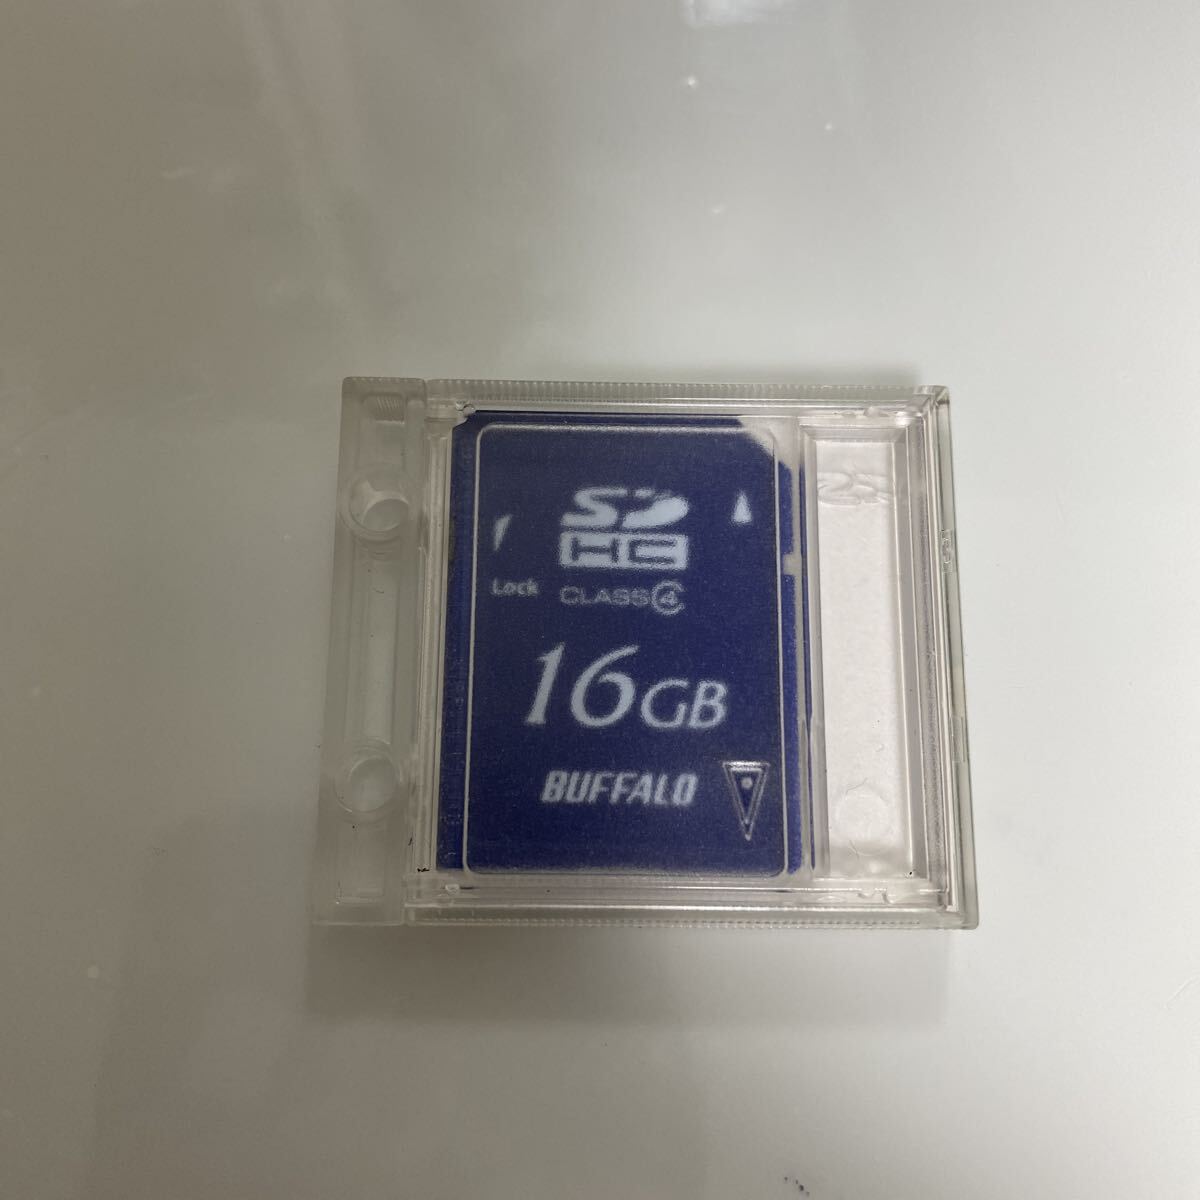 SD
HC
Lock
CLASS④
16GB
BUFFALO